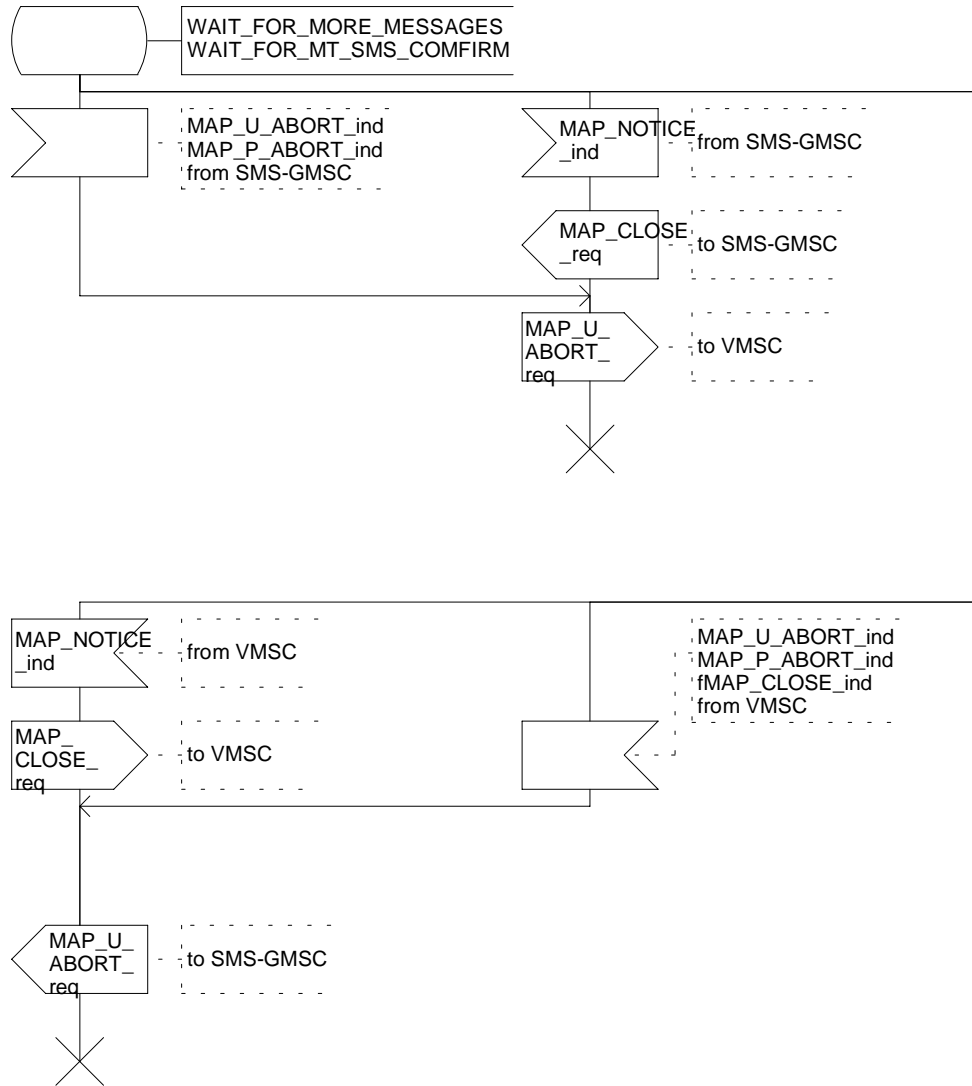 WAIT_FOR_MORE_MESSAGES
WAIT_FOR_MT_SMS_COMFIRM
MAP_U_ABORT_ind
MAP_P_ABORT_ind
from SMS-GMSC
MAP_NOTICE
_ind
from SMS-GMSC
MAP_CLOSE
_req
to SMS-GMSC
MAP_U_
ABORT_
req
to VMSC
MAP_NOTICE
_ind
from VMSC
MAP_U_ABORT_ind
MAP_P_ABORT_ind
fMAP_CLOSE_ind
from VMSC
MAP_
CLOSE_
req
to VMSC
MAP_U_
ABORT_
req
to SMS-GMSC